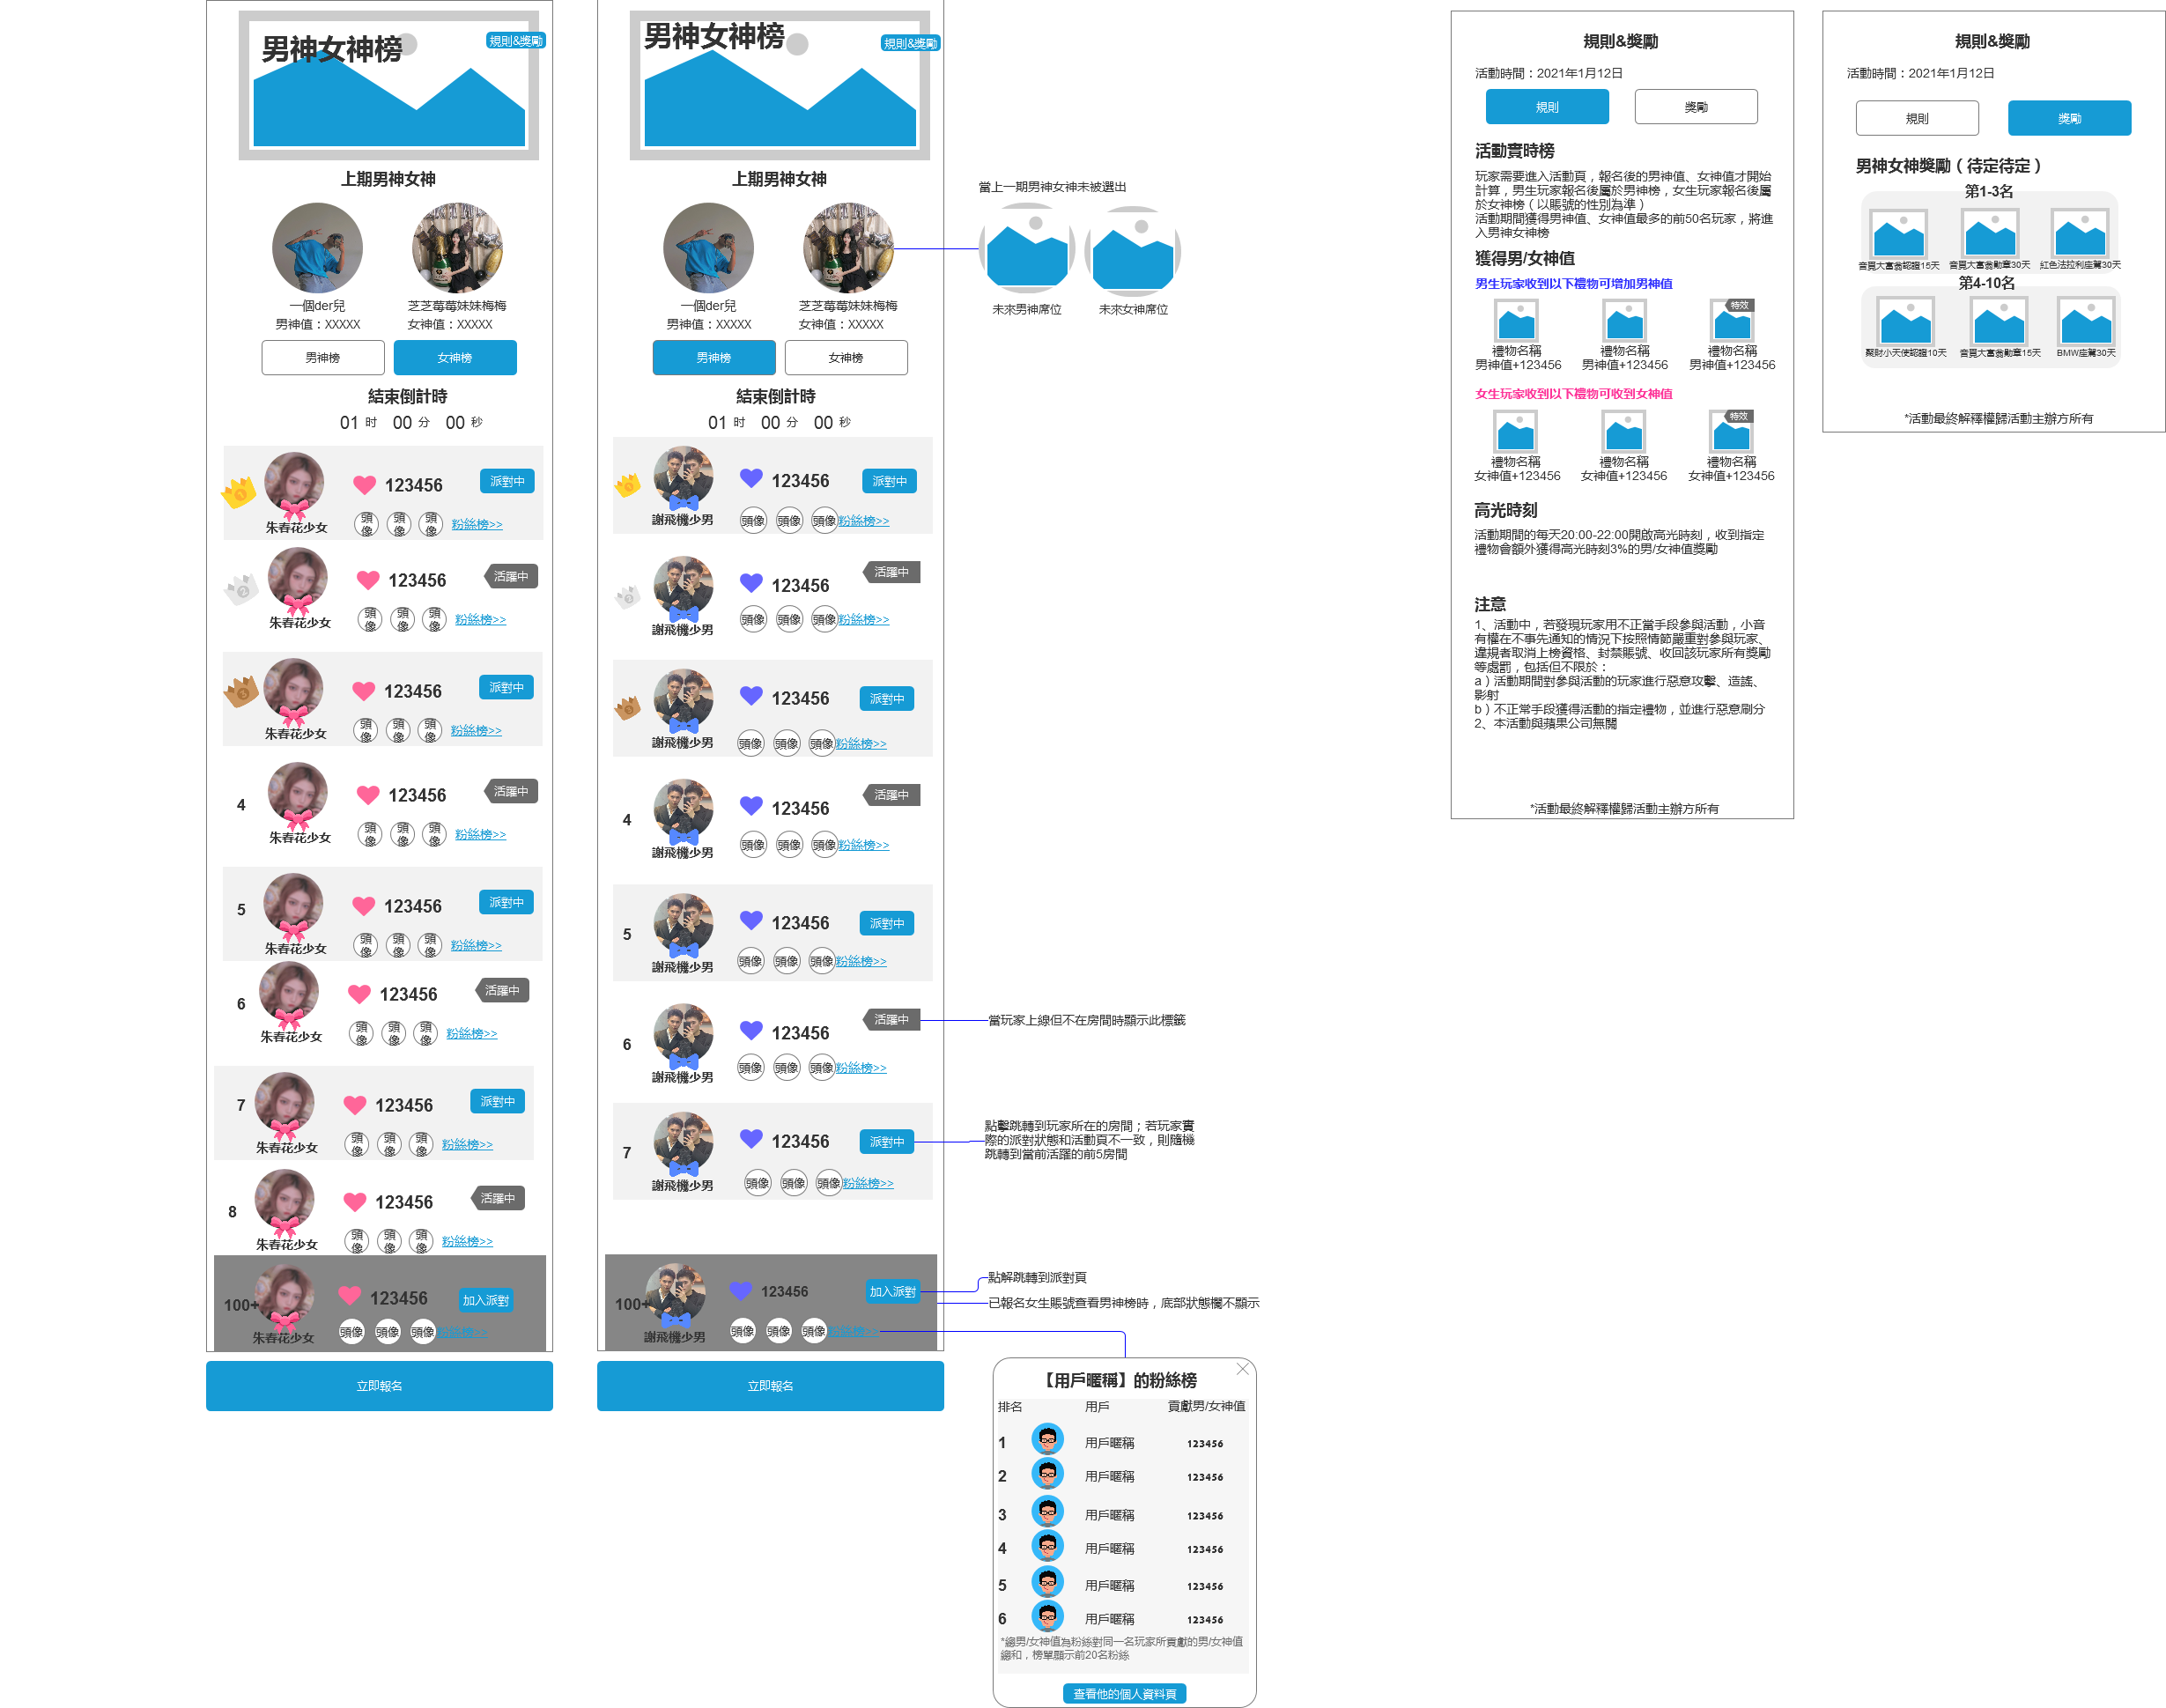 男神女神榜
規則&獎勵
上期男神女神
一個der兒
男神值：XXXXX
芝芝莓莓妹妹梅梅
女神值：XXXXX
男神榜
女神榜
結束倒計時
01 时 00 分 00 秒
123456
派對中
頭像 頭像 頭像 粉絲榜>>
朱春花少女
123456
活躍中
頭像 頭像 頭像 粉絲榜>>
朱春花少女
123456
派對中
頭像 頭像 頭像 粉絲榜>>
朱春花少女
4
123456
活躍中
頭像 頭像 頭像 粉絲榜>>
朱春花少女
5
123456
派對中
頭像 頭像 頭像 粉絲榜>>
朱春花少女
6
123456
活躍中
頭像 頭像 頭像 粉絲榜>>
朱春花少女
7
123456
派對中
頭像 頭像 頭像 粉絲榜>>
朱春花少女
8
123456
活躍中
頭像 頭像 頭像 粉絲榜>>
朱春花少女
100+
123456
加入派對
頭像 頭像 頭像 粉絲榜>>
朱春花少女
立即報名
男神女神榜
規則&獎勵
上期男神女神
一個der兒
男神值：XXXXX
芝芝莓莓妹妹梅梅
女神值：XXXXX
男神榜
女神榜
結束倒計時
01 时 00 分 00 秒
123456
派對中
頭像 頭像 頭像 粉絲榜>>
謝飛機少男
123456
活躍中
頭像 頭像 頭像 粉絲榜>>
謝飛機少男
123456
派對中
頭像 頭像 頭像 粉絲榜>>
謝飛機少男
4
123456
活躍中
頭像 頭像 頭像 粉絲榜>>
謝飛機少男
5
123456
派對中
頭像 頭像 頭像 粉絲榜>>
謝飛機少男
6
123456
活躍中
頭像 頭像 頭像 粉絲榜>>
謝飛機少男
7
123456
派對中
頭像 頭像 頭像 粉絲榜>>
謝飛機少男
100+
123456
加入派對
頭像 頭像 頭像 粉絲榜>>
謝飛機少男
立即報名
當上一期男神女神未被選出
未來男神席位
未來女神席位
當玩家上線但不在房間時顯示此標籤
點擊跳轉到玩家所在的房間；若玩家實
際的派對狀態和活動頁不一致，則隨機
跳轉到當前活躍的前5房間
點解跳轉到派對頁
已報名女生賬號查看男神榜時，底部狀態欄不顯示
【用戶暱稱】的粉絲榜
排名 用戶 貢獻男/女神值
1 用戶暱稱 123456
2 用戶暱稱 123456
3 用戶暱稱 123456
4 用戶暱稱 123456
5 用戶暱稱 123456
6 用戶暱稱 123456
*總男/女神值為粉絲對同一名玩家所貢獻的男/女神值
總和，榜單顯示前20名粉絲
查看他的個人資料頁
規則&獎勵
活動時間：2021年1月12日
規則
獎勵
活動實時榜
玩家需要進入活動頁，報名後的男神值、女神值才開始
計算，男生玩家報名後屬於男神榜，女生玩家報名後屬
於女神榜（以賬號的性別為準）
活動期間獲得男神值、女神值最多的前50名玩家，將進
入男神女神榜
獲得男/女神值
男生玩家收到以下禮物可增加男神值
特效
禮物名稱 禮物名稱 禮物名稱
男神值+123456 男神值+123456 男神值+123456
女生玩家收到以下禮物可收到女神值
特效
禮物名稱 禮物名稱 禮物名稱
女神值+123456 女神值+123456 女神值+123456
高光時刻
活動期間的每天20:00-22:00開啟高光時刻，收到指定
禮物會額外獲得高光時刻3%的男/女神值獎勵
注意
1、活動中，若發現玩家用不正當手段參與活動，小音
有權在不事先通知的情況下按照情節嚴重對參與玩家、
違規者取消上榜資格、封禁賬號、收回該玩家所有獎勵
等處罰，包括但不限於：
a）活動期間對參與活動的玩家進行惡意攻擊、造謠、
影射
b）不正常手段獲得活動的指定禮物，並進行惡意刷分
2、本活動與蘋果公司無關
*活動最終解釋權歸活動主辦方所有
規則&獎勵
活動時間：2021年1月12日
規則
獎勵
男神女神獎勵（待定待定）
第1-3名
音覓大富翁認證15天 音覓大富翁勳章30天 紅色法拉利座駕30天
第4-10名
聚財小天使認證10天 音覓大富翁勳章15天 BMW座駕30天
*活動最終解釋權歸活動主辦方所有